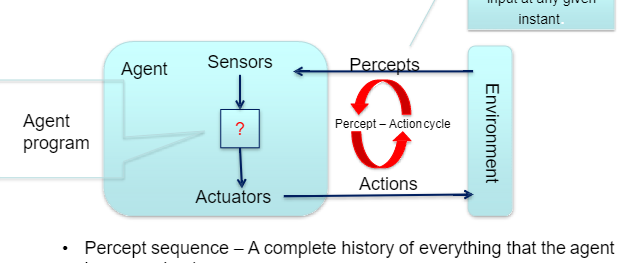 input at any given
instant.
Agent
Sensors
Percepts
?
Percept – Action cycle
Environment
Agent
program
Actuators
Actions
• Percept sequence – A complete history of everything that the agent